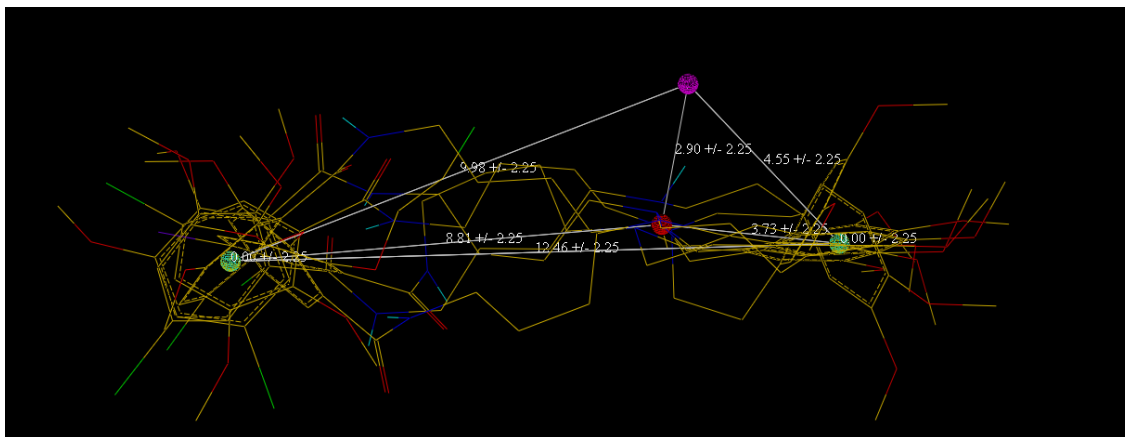 2.90 +/- 2.25
4.55 +/- 2.25
9.98 +/- 2.25
3.73 +/- 2.25
8.81 +/- 2.25
0.00 +/- 2.25
12.46 +/- 2.25
0.00 +/- 2.25